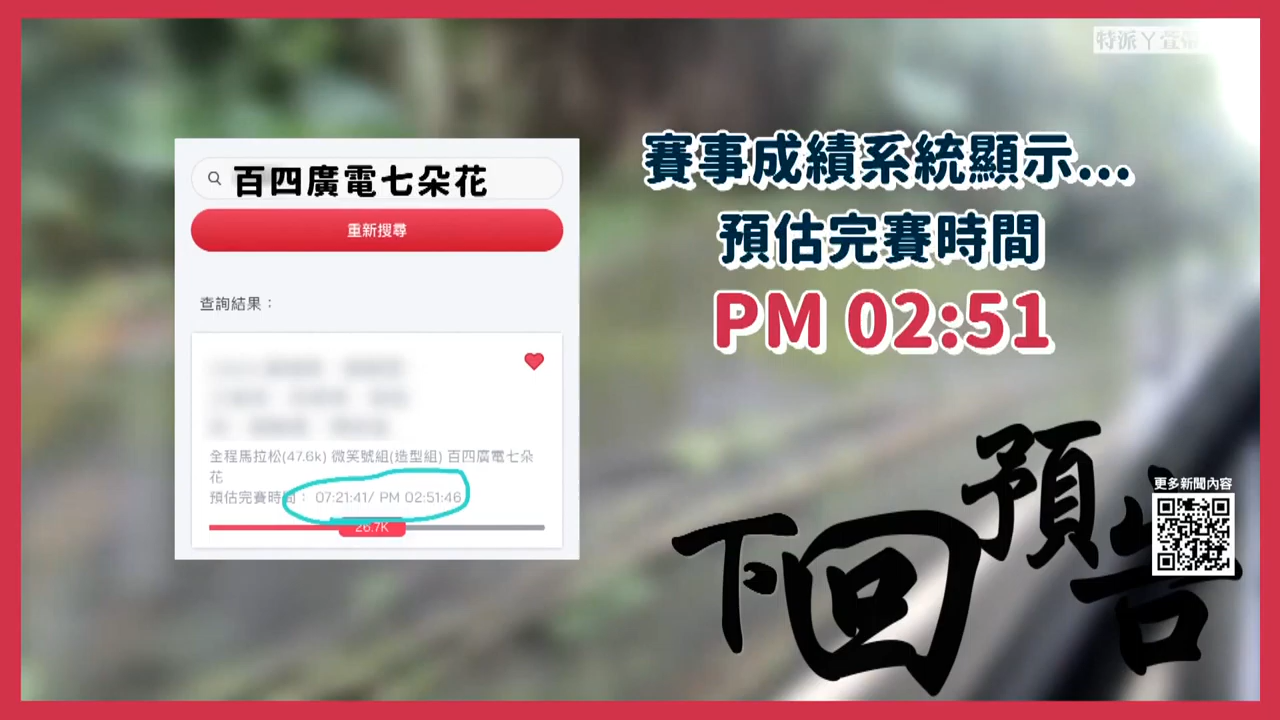 特派丫萱
賽事成績系統顯示...
預估完賽時間
PM 02:51
百四廣電七朵花
重新搜尋
查詢結果：
全程馬拉松(47.6k) 微笑號組(造型組) 百四廣電七朵
花
預估完賽時間： 07:21:41/ PM 02:51:46
26.7K
下回預告
更多新聞內容